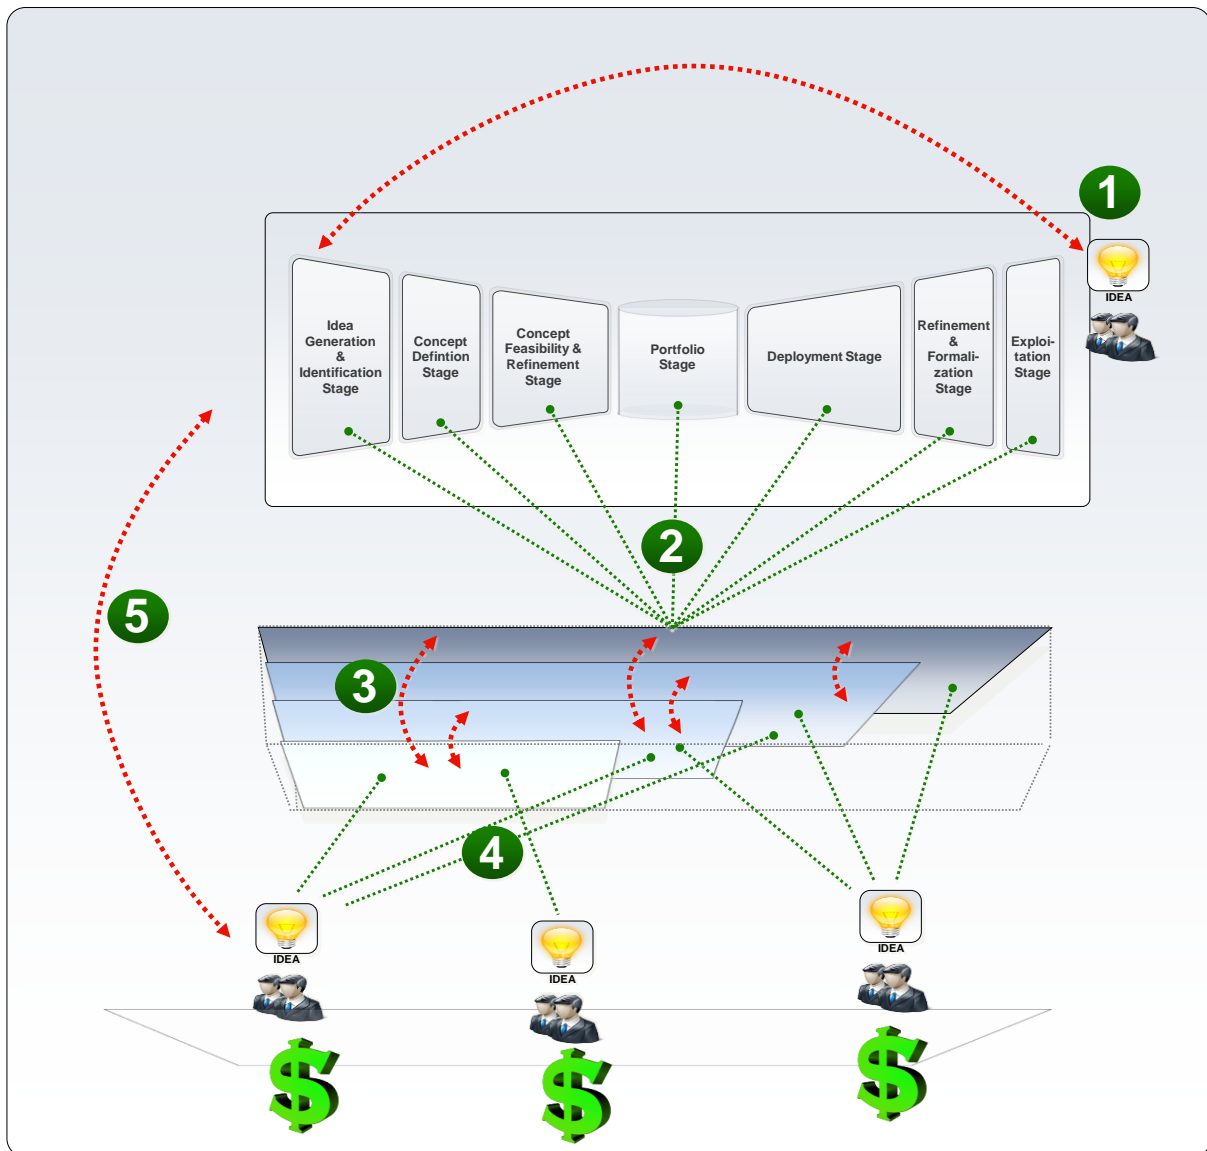 1
IDEA
Idea
Generation
&
Identification
Stage
Concept
Defintion
Stage
Concept
Feasibility &
Refinement
Stage
Portfolio
Stage
Deployment Stage
Refinement
&
Formali-
zation
Stage
Exploi-
tation
Stage
2
5
3
4
IDEA
IDEA
IDEA
$
$
$